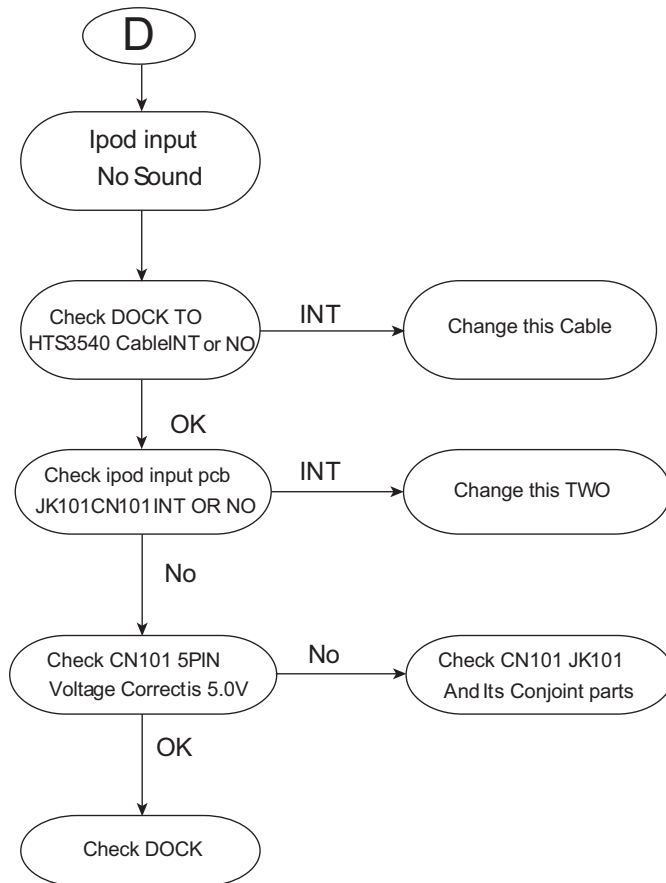 D
Ipod input
No Sound
Check DOCK TO
HTS3540 CableINT or NO
INT
Change this Cable
OK
Check ipod input pcb
JK101CN101INT OR NO
INT
Change this TWO
No
Check CN101 5PIN
Voltage Correctis 5.0V
No
Check CN101 JK101
And Its Conjoint parts
OK
Check DOCK